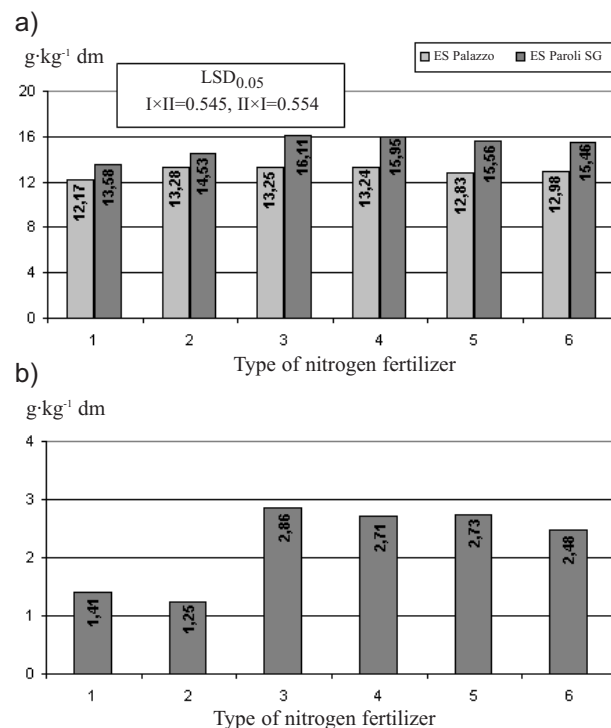 a)
g·kg⁻¹ dm
ES Palazzo ES Paroli SG
LSD0.05
I×II=0.545, II×I=0.554
20
16
12
8
4
0
12,17 13,58 13,28 14,53 13,25 16,11 13,24 15,95 12,83 15,56 12,98 15,46
1 2 3 4 5 6
Type of nitrogen fertilizer
b)
g·kg⁻¹ dm
4
3
2
1
0
1,41 1,25 2,86 2,71 2,73 2,48
1 2 3 4 5 6
Type of nitrogen fertilizer